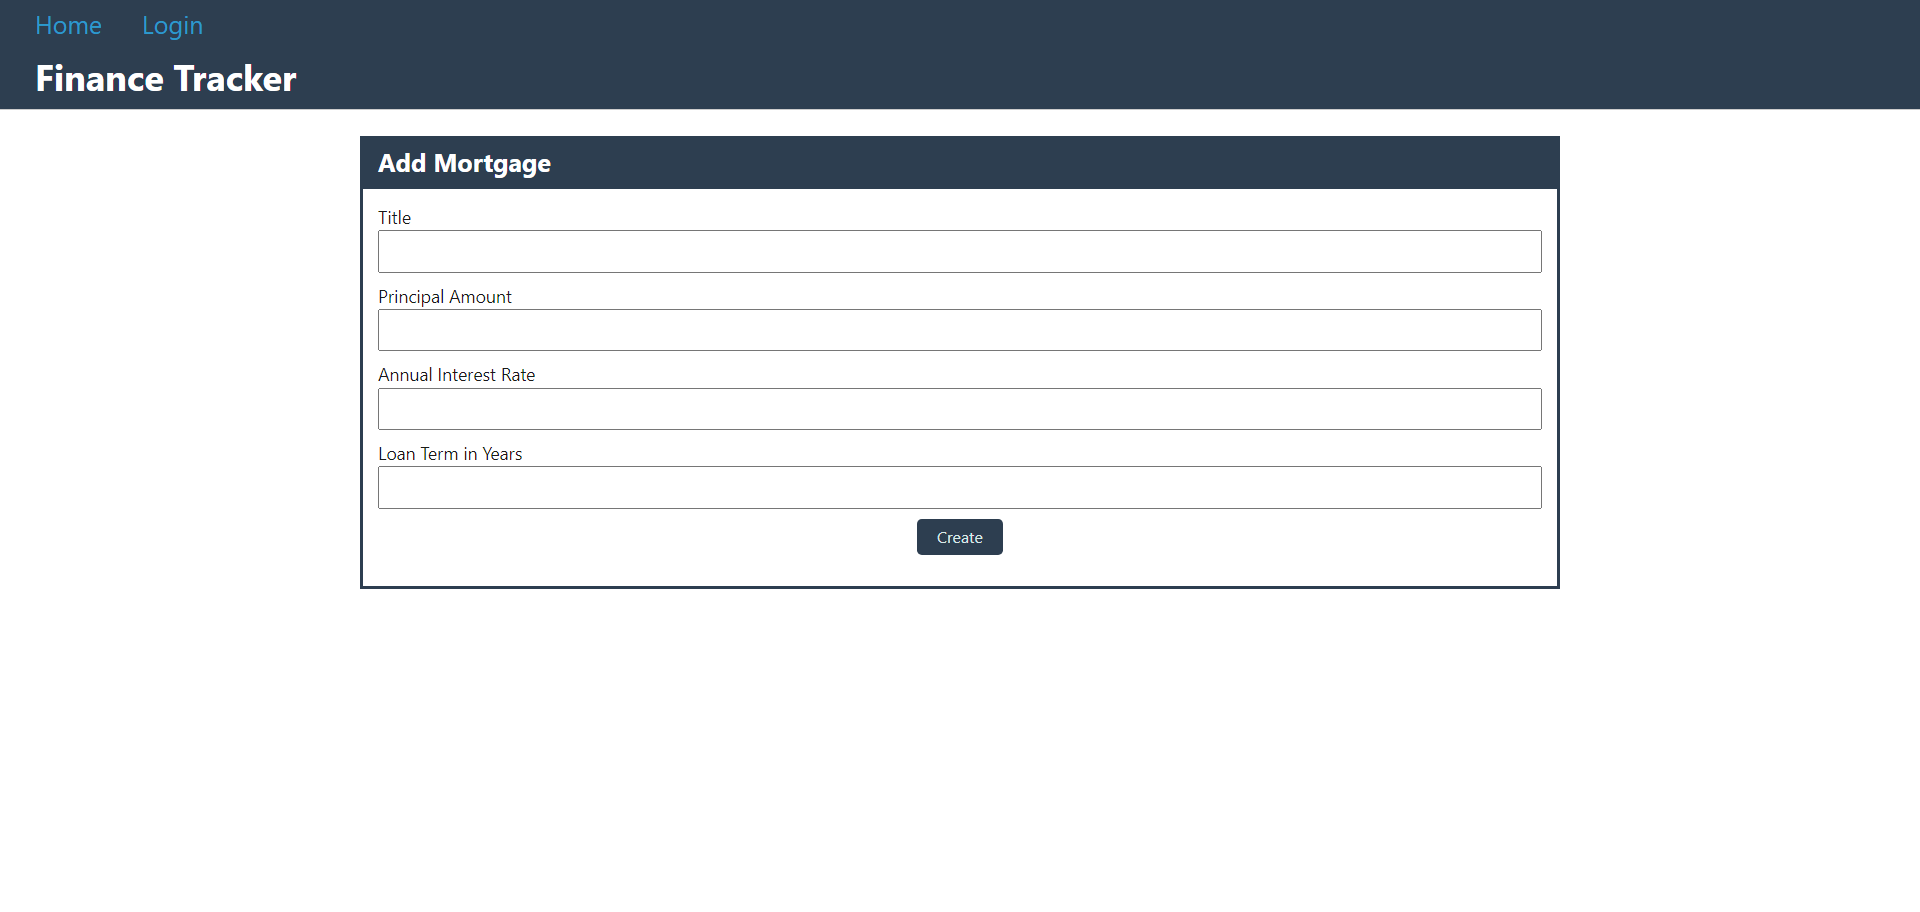 Home Login
Finance Tracker
Add Mortgage
Title
Principal Amount
Annual Interest Rate
Loan Term in Years
Create